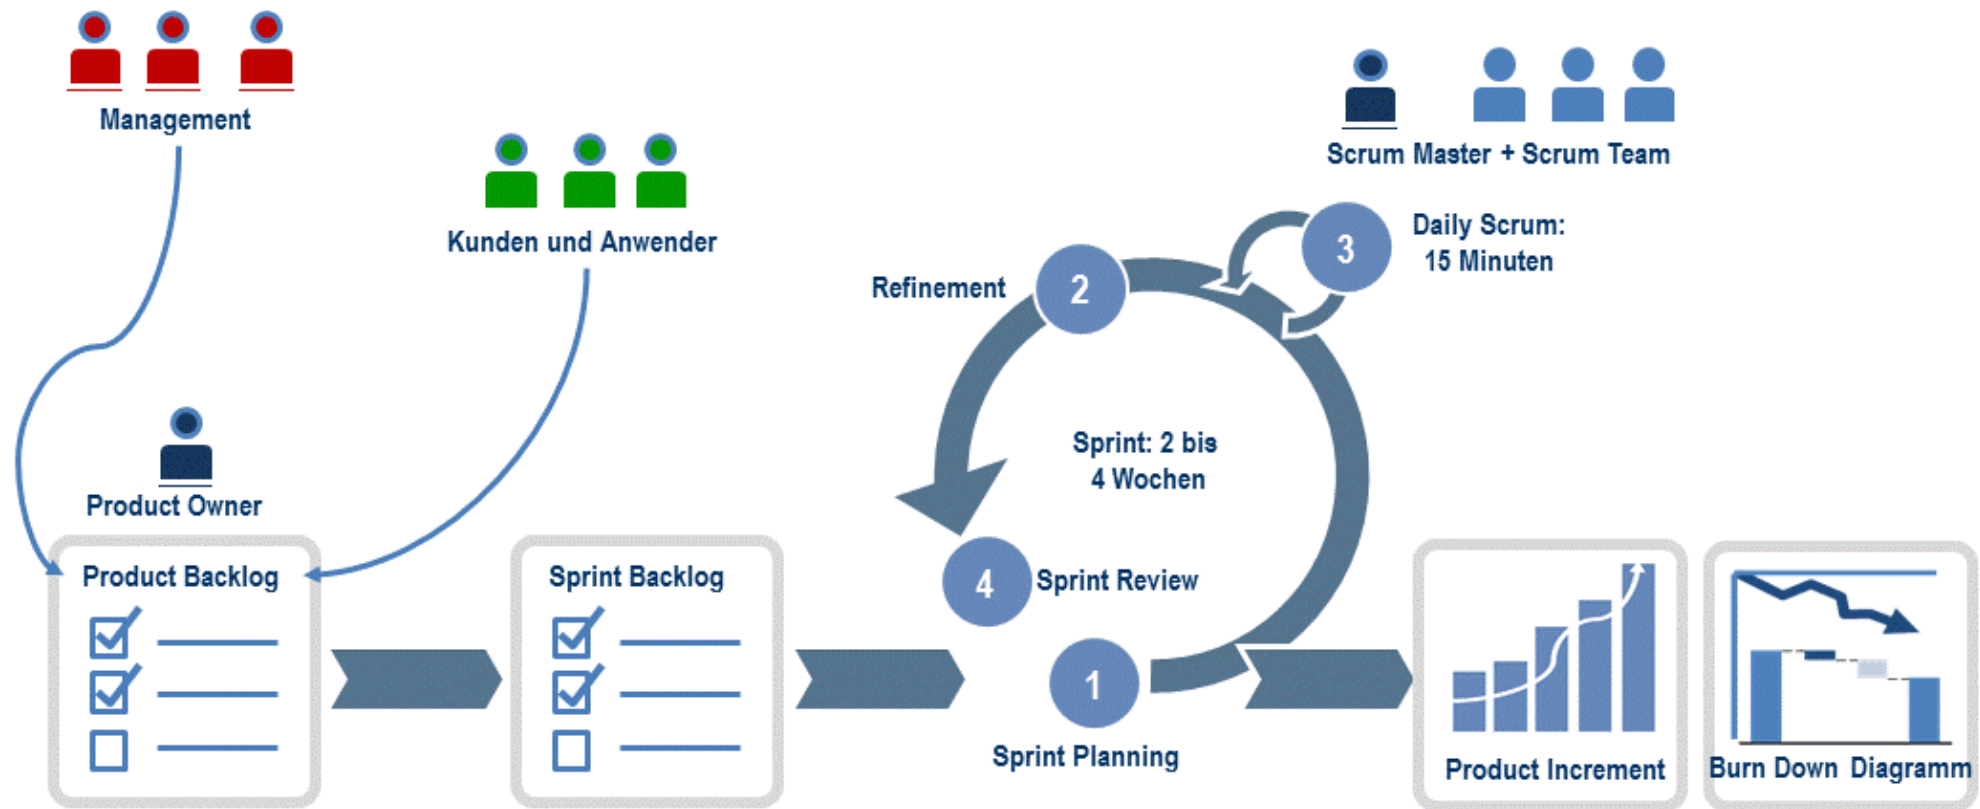 Management
Kunden und Anwender
Scrum Master + Scrum Team
3
Daily Scrum:
15 Minuten
2
Refinement
Sprint: 2 bis
4 Wochen
Product Owner
Product Backlog
Sprint Backlog
4
Sprint Review
1
Sprint Planning
Product Increment
Burn Down Diagramm